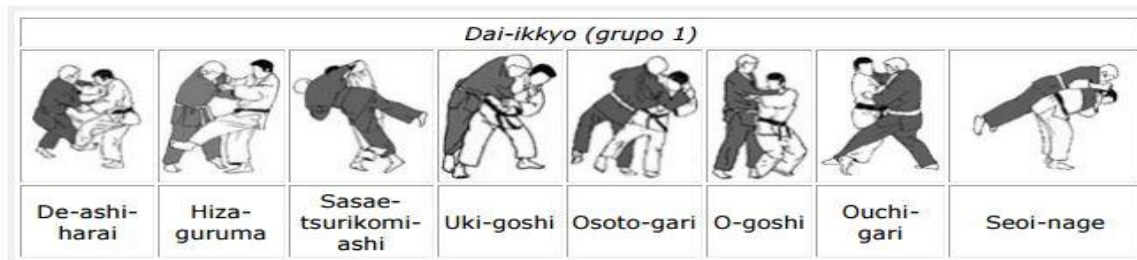 Dai-ikkyo (grupo 1)
De-ashi-
harai
Hiza-
guruma
Sasae-
tsurikomi-
ashi
Uki-goshi
Osoto-gari
O-goshi
Ouchi-
gari
Seoi-nage